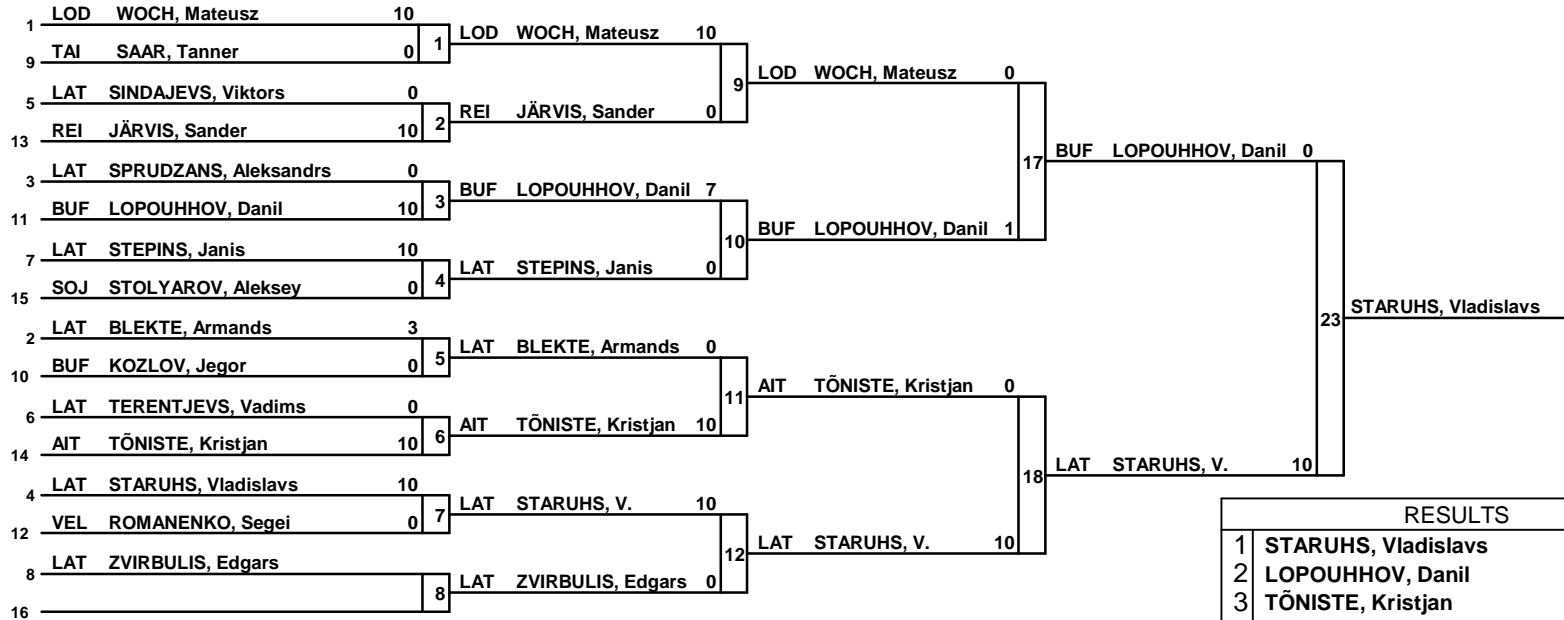 1 LOD WOCH, Mateusz 10
9 TAI SAAR, Tanner 0
1
5 LAT SINDAJEVS, Viktors 0
13 REI JÄRVIS, Sander 10
2
3 LAT SPRUDZANS, Aleksandrs 0
11 BUF LOPOUHHOV, Danil 10
3
7 LAT STEPINS, Janis 10
15 SOJ STOLYAROV, Aleksey 0
4
2 LAT BLEKTE, Armands 3
10 BUF KOZLOV, Jegor 0
5
6 LAT TERENTJEVS, Vadims 0
14 AIT TÕNISTE, Kristjan 10
6
4 LAT STARUHS, Vladislavs 10
12 VEL ROMANENKO, Segei 0
7
8 LAT ZVIRBULIS, Edgars
16
8
LOD WOCH, Mateusz 10
REI JÄRVIS, Sander 0
9
BUF LOPOUHHOV, Danil 7
LAT STEPINS, Janis 0
10
LAT BLEKTE, Armands 0
AIT TÕNISTE, Kristjan 10
11
LAT STARUHS, V. 10
LAT ZVIRBULIS, Edgars 0
12
LOD WOCH, Mateusz 0
BUF LOPOUHHOV, Danil 1
17
AIT TÕNISTE, Kristjan 0
LAT STARUHS, V. 10
18
BUF LOPOUHHOV, Danil 0
LAT STARUHS, V. 10
23
STARUHS, Vladislavs
RESULTS
1 STARUHS, Vladislavs
2 LOPOUHHOV, Danil
3 TÕNISTE, Kristjan